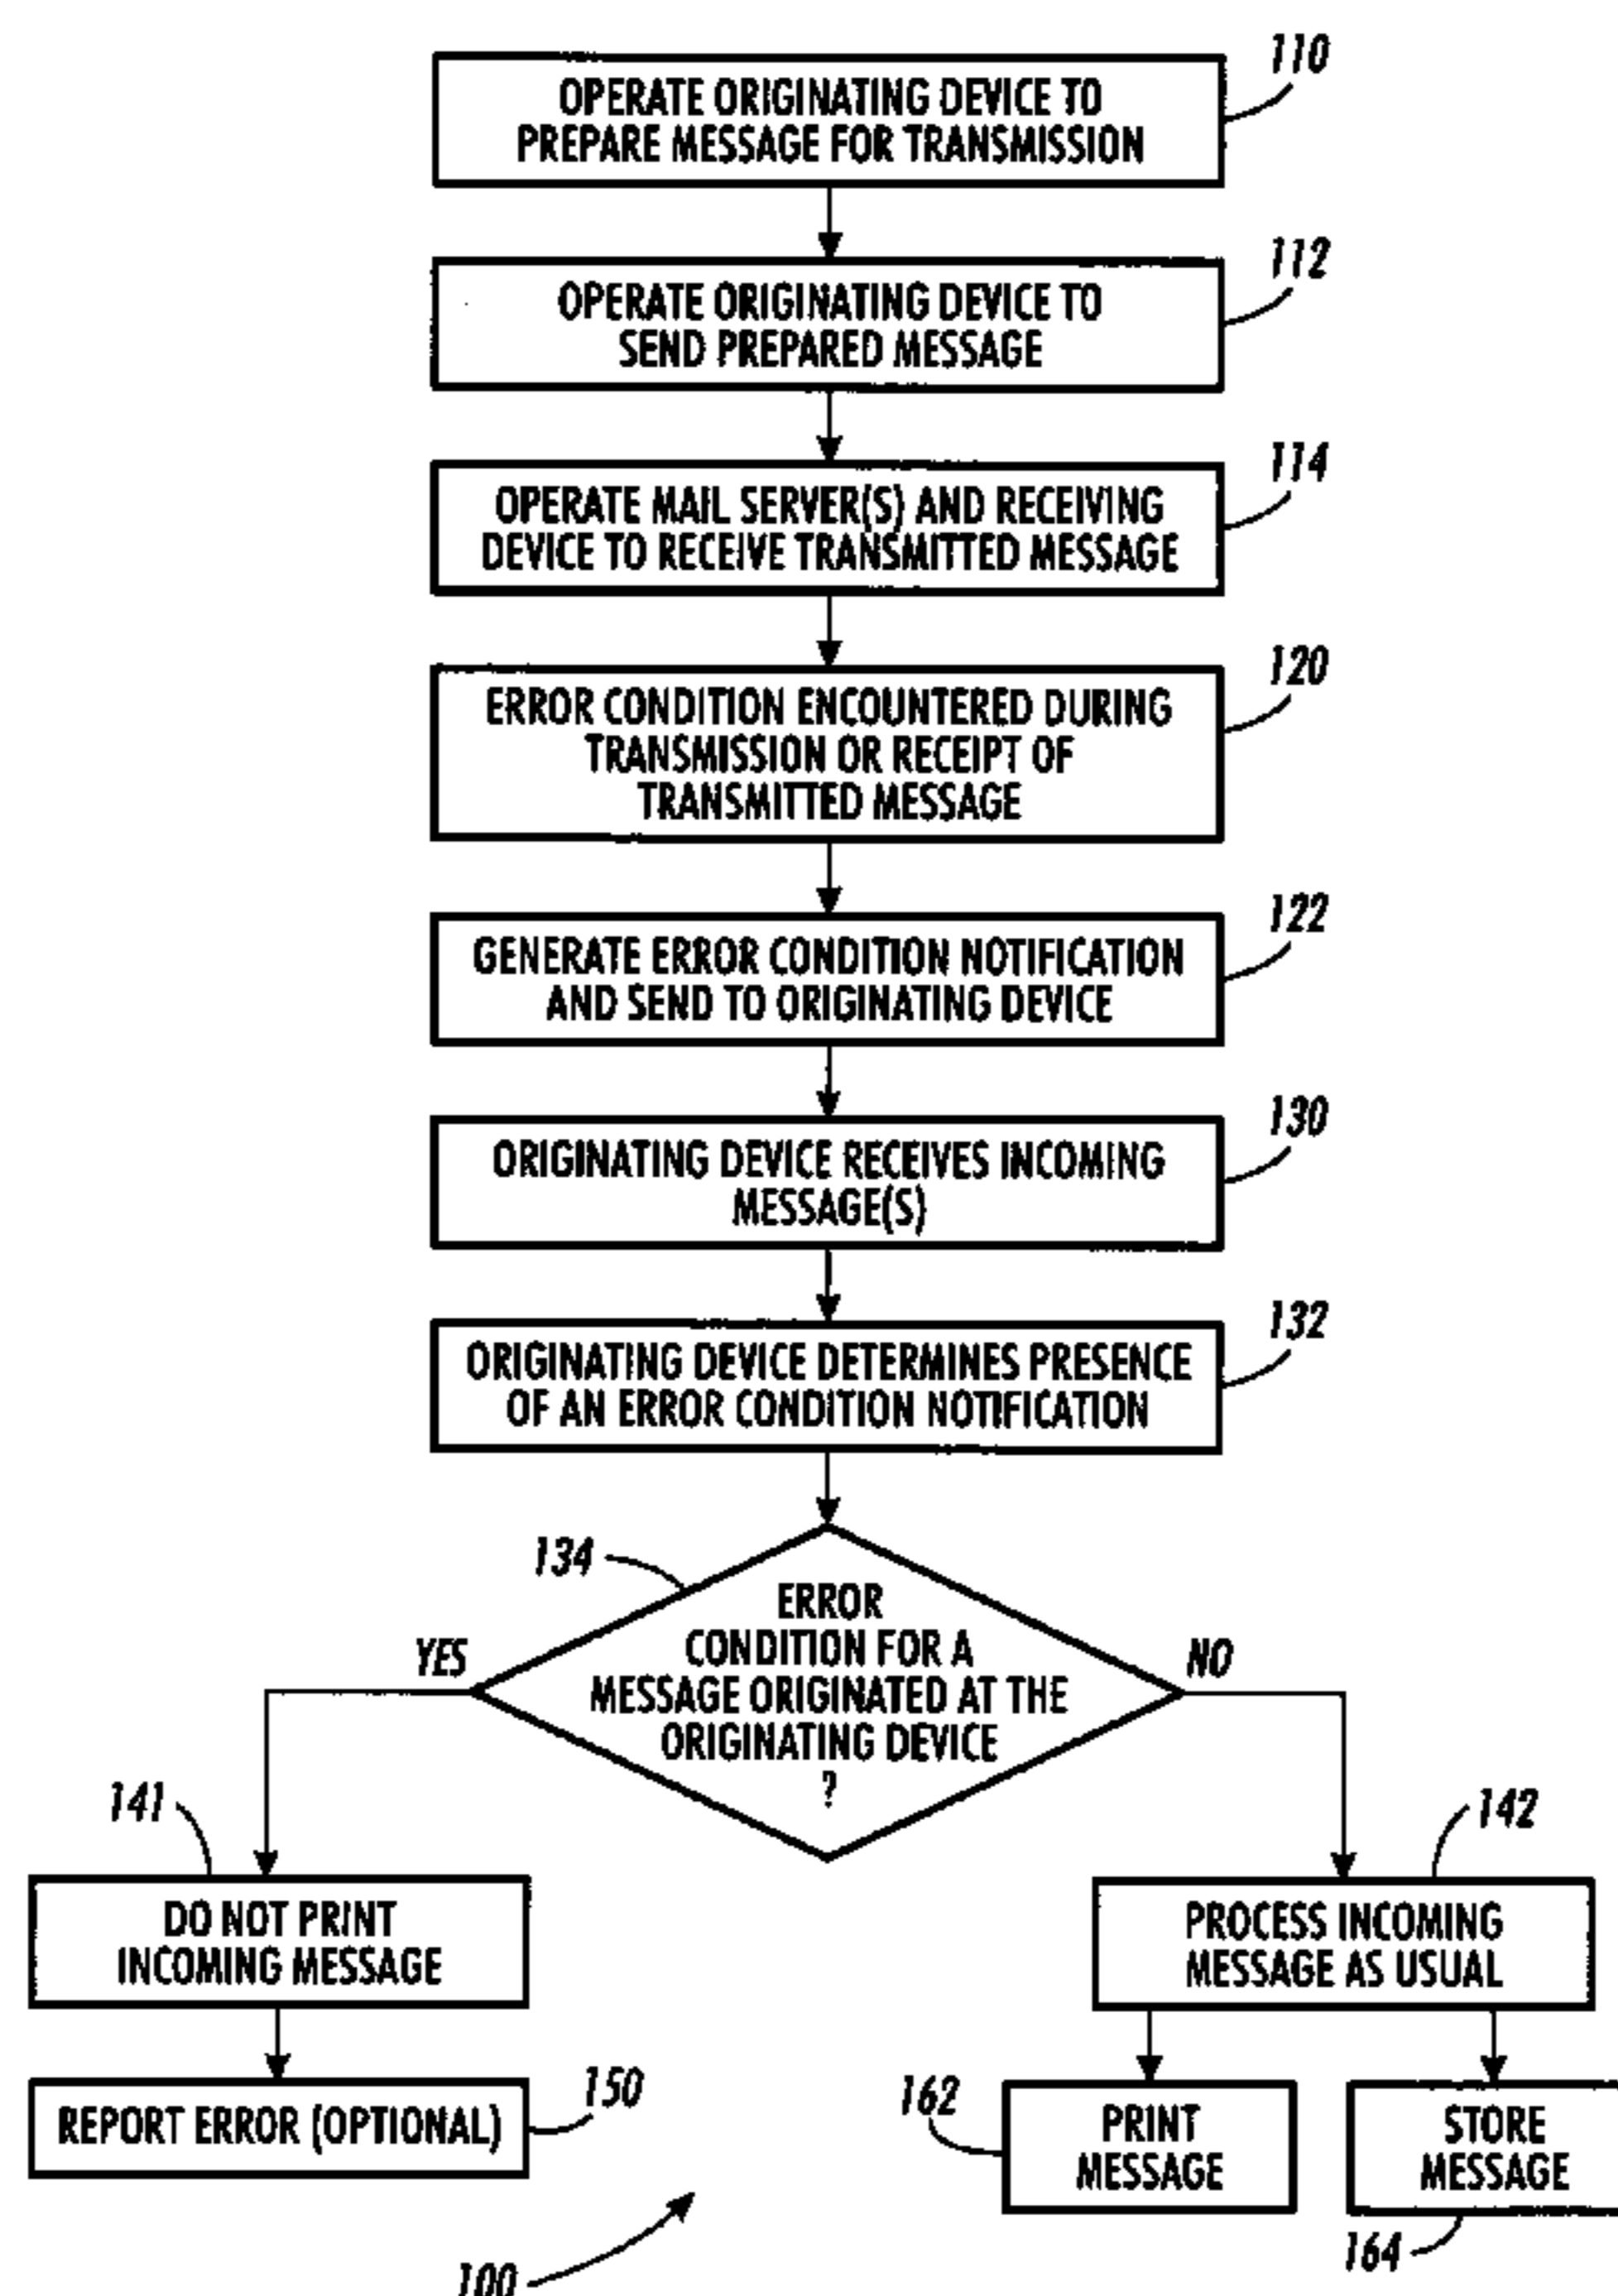 110
OPERATE ORIGINATING DEVICE TO
PREPARE MESSAGE FOR TRANSMISSION
112
OPERATE ORIGINATING DEVICE TO
SEND PREPARED MESSAGE
114
OPERATE MAIL SERVER(S) AND RECEIVING
DEVICE TO RECEIVE TRANSMITTED MESSAGE
120
ERROR CONDITION ENCOUNTERED DURING
TRANSMISSION OR RECEIPT OF
TRANSMITTED MESSAGE
122
GENERATE ERROR CONDITION NOTIFICATION
AND SEND TO ORIGINATING DEVICE
130
ORIGINATING DEVICE RECEIVES INCOMING
MESSAGE(S)
132
ORIGINATING DEVICE DETERMINES PRESENCE
OF AN ERROR CONDITION NOTIFICATION
134
ERROR
CONDITION FOR A
MESSAGE ORIGINATED AT THE
ORIGINATING DEVICE
?
YES
NO
141
DO NOT PRINT
INCOMING MESSAGE
142
PROCESS INCOMING
MESSAGE AS USUAL
REPORT ERROR (OPTIONAL)
150
162
PRINT
MESSAGE
STORE
MESSAGE
164
100